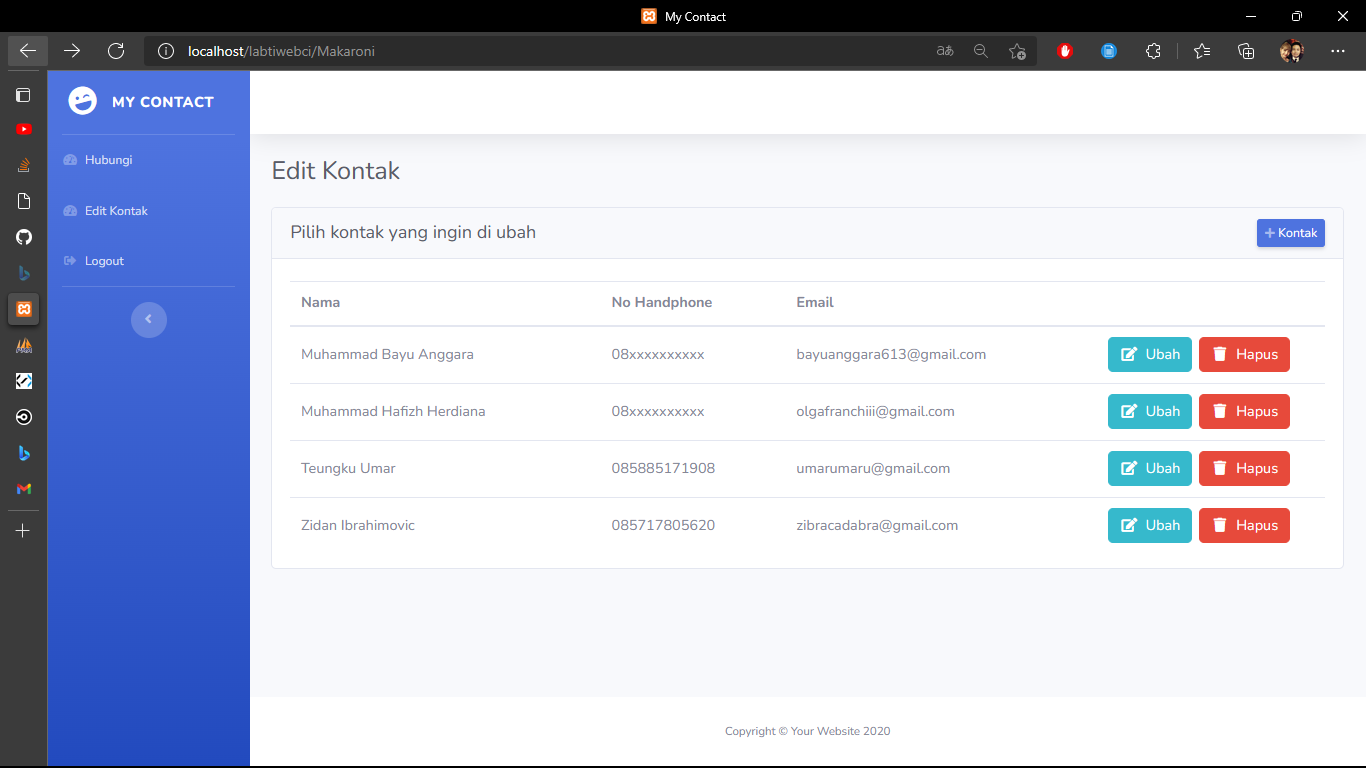 My Contact
localhost/labtiwebci/Makaroni
aあ
MY CONTACT
Hubungi
Edit Kontak
Logout
Edit Kontak
Pilih kontak yang ingin di ubah
+ Kontak
Nama No Handphone Email
Muhammad Bayu Anggara 08xxxxxxxxxx bayuanggara613@gmail.com Ubah Hapus
Muhammad Hafizh Herdiana 08xxxxxxxxxx olgafranchiii@gmail.com Ubah Hapus
Teungku Umar 085885171908 umarumaru@gmail.com Ubah Hapus
Zidan Ibrahimovic 085717805620 zibracadabra@gmail.com Ubah Hapus
Copyright © Your Website 2020